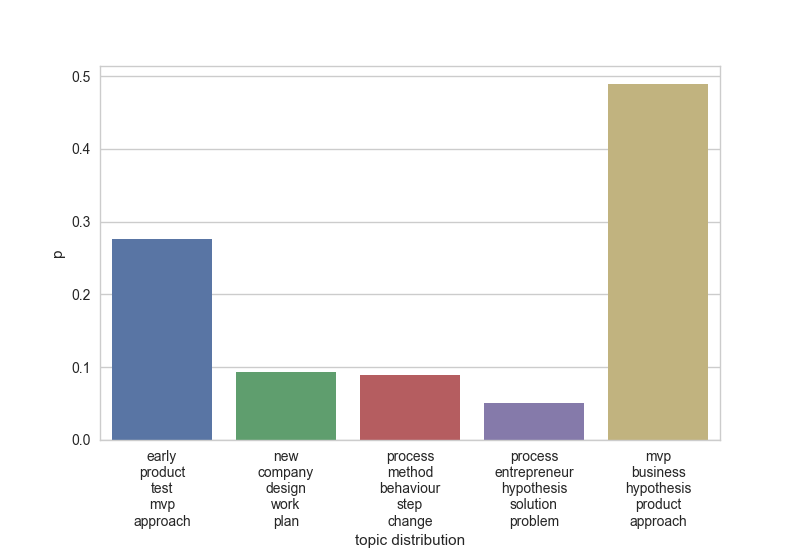 0.5
0.4
0.3
0.2
0.1
0.0
p
early
product
test
mvp
approach
new
company
design
work
plan
process
method
behaviour
step
change
process
entrepreneur
hypothesis
solution
problem
mvp
business
hypothesis
product
approach
topic distribution